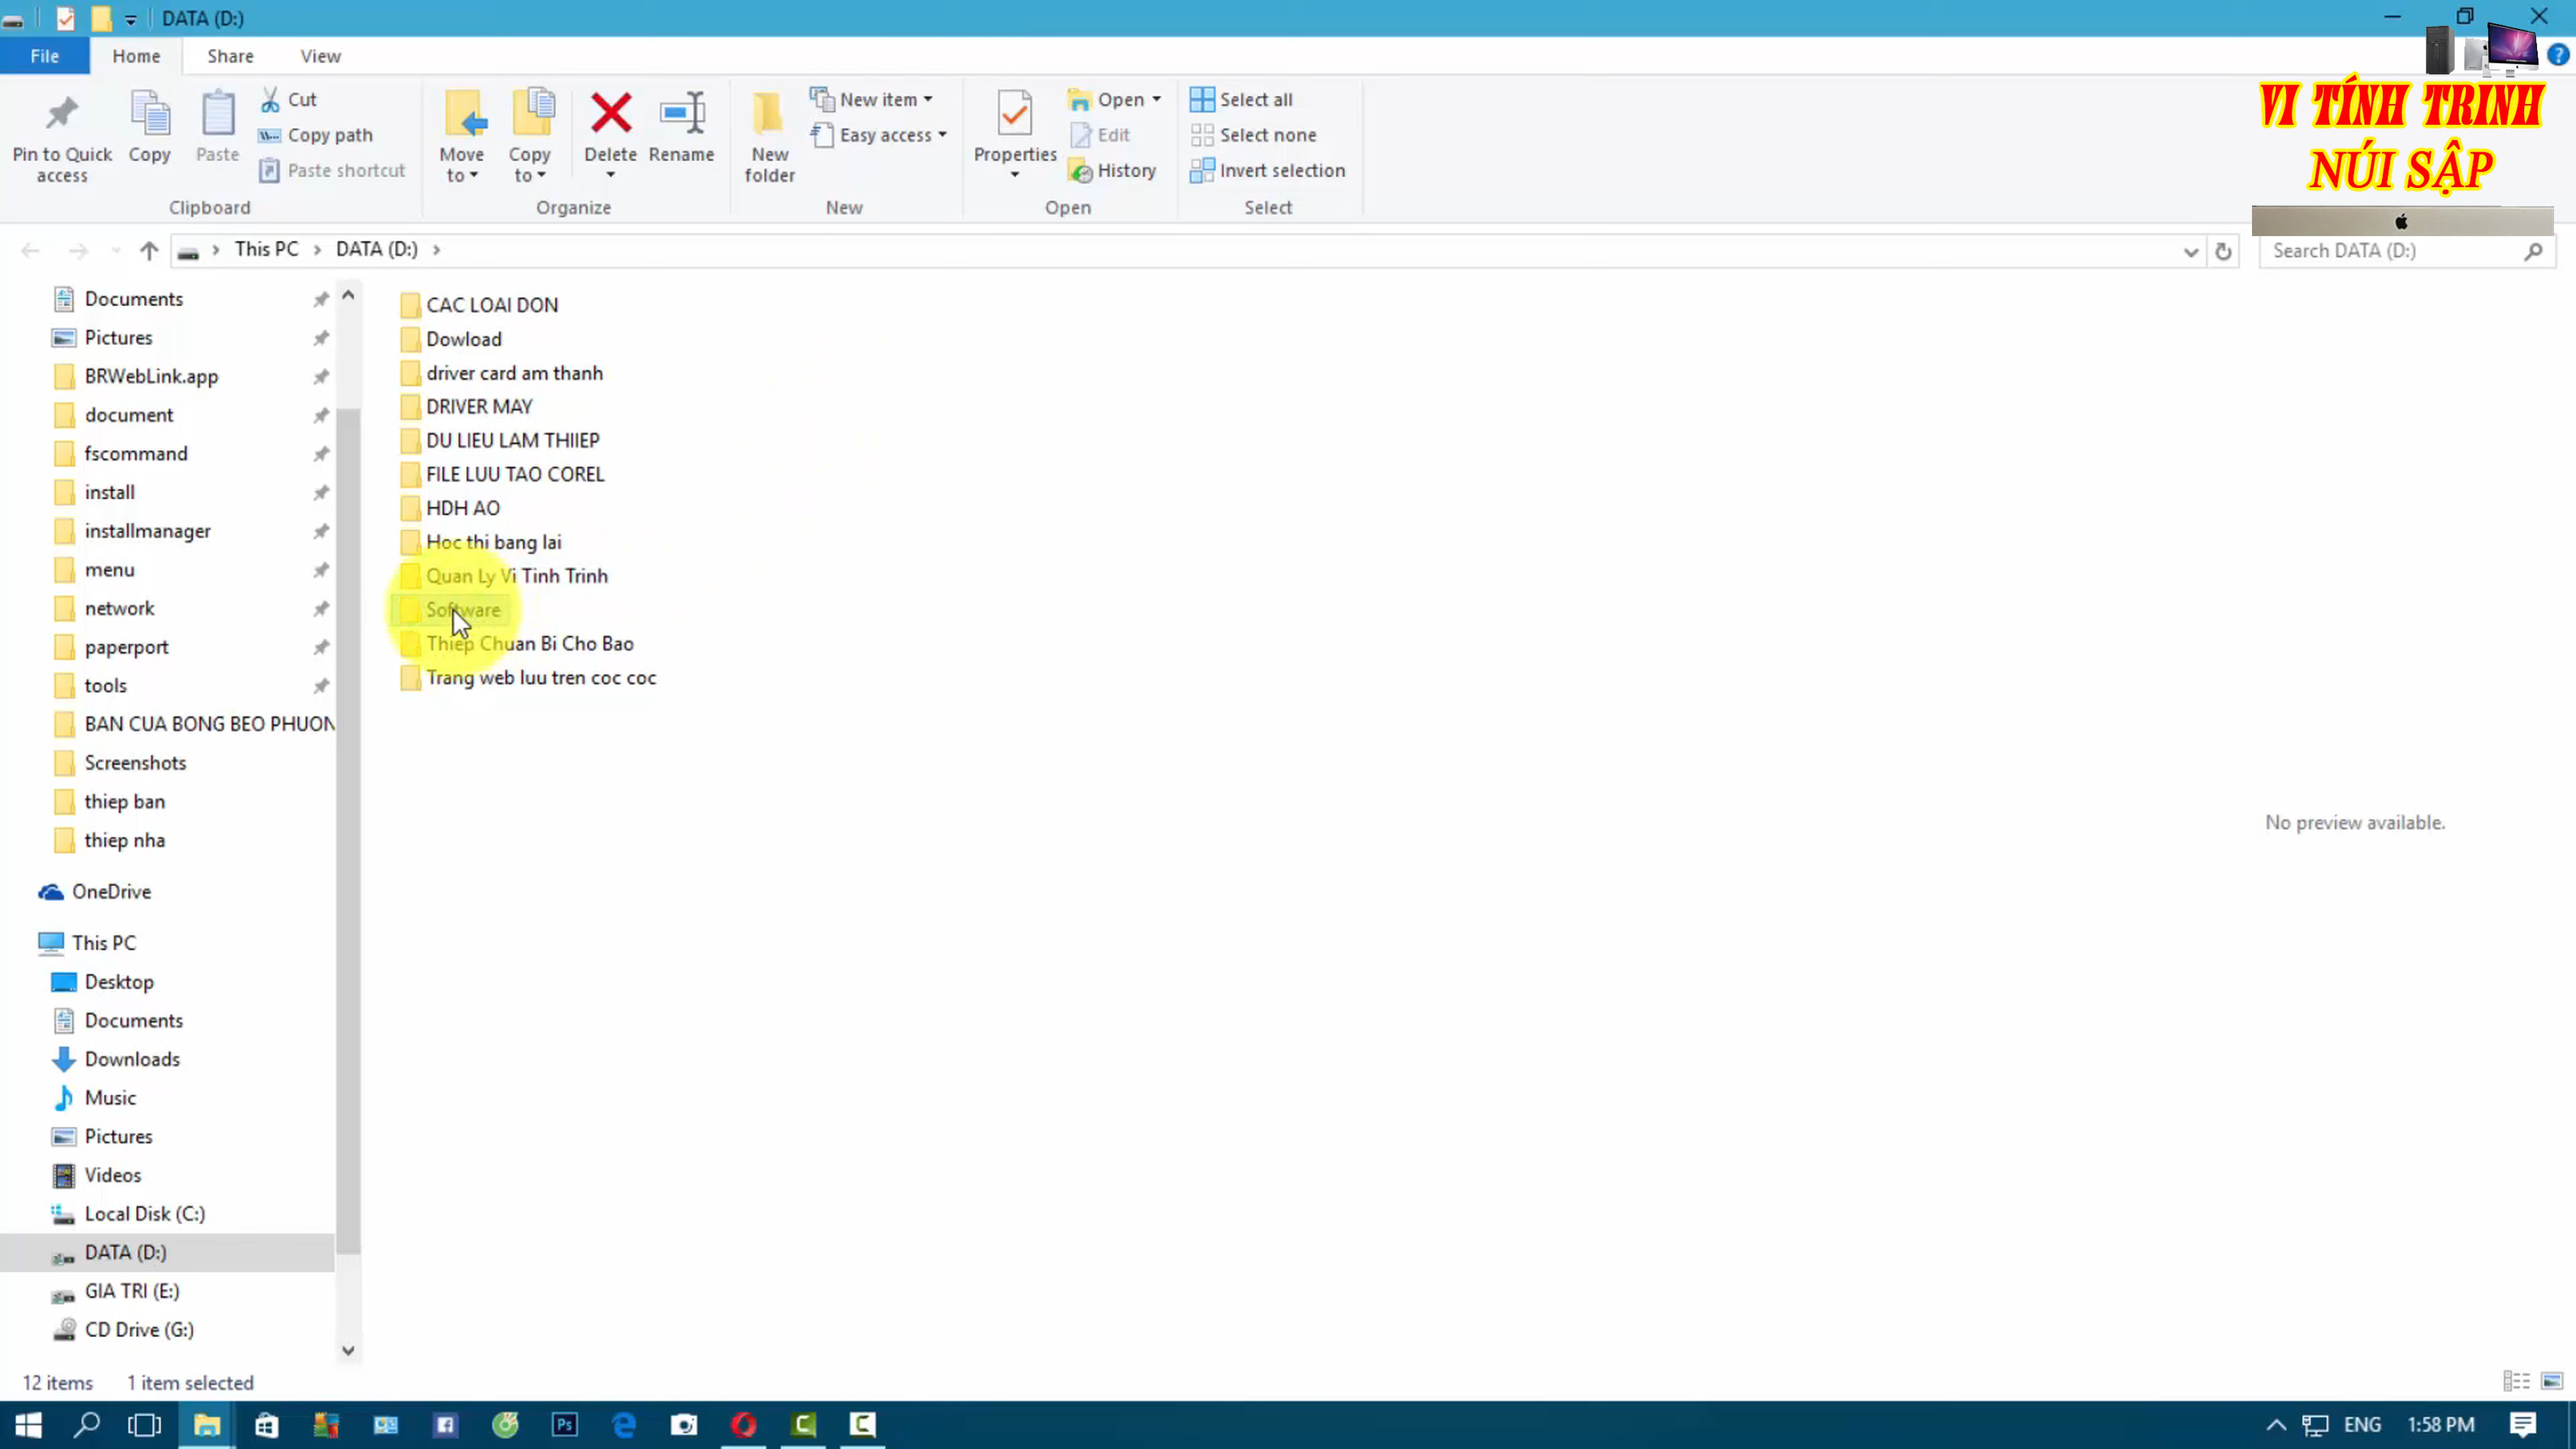 DATA (D:)
File Home Share View
Pin to Quick access
Copy
Paste
Cut
Copy path
Paste shortcut
Clipboard
Move to
Copy to
Delete
Rename
Organize
New folder
New item
Easy access
New
Properties
Open
Edit
History
Open
Select all
Select none
Invert selection
Select
VI TÍNH TRINH
NÚI SẬP
This PC > DATA (D:) >
Search DATA (D:)
Documents
Pictures
BRWebLink.app
document
fscommand
install
installmanager
menu
network
paperport
tools
BAN CUA BONG BEO PHUON
Screenshots
thiep ban
thiep nha
OneDrive
This PC
Desktop
Documents
Downloads
Music
Pictures
Videos
Local Disk (C:)
DATA (D:)
GIA TRI (E:)
CD Drive (G:)
CAC LOAI DON
Dowload
driver card am thanh
DRIVER MAY
DU LIEU LAM THIIEP
FILE LUU TAO COREL
HDH AO
Hoc thi bang lai
Quan Ly Vi Tinh Trinh
Software
Thiep Chuan Bi Cho Bao
Trang web luu tren coc coc
No preview available.
12 items 1 item selected
Ps
ENG 1:58 PM